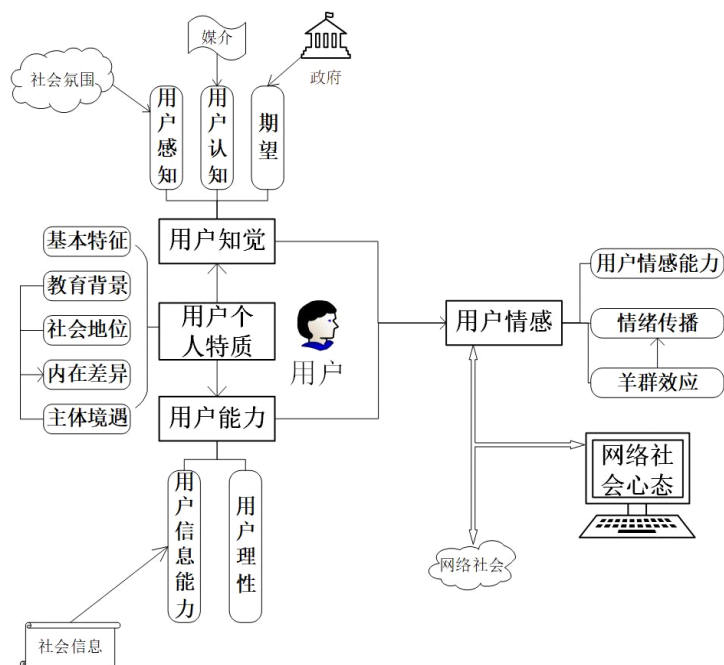 媒介
社会氛围
政府
用户感知
用户认知
期望
基本特征
用户知觉
教育背景
用户情感能力
社会地位
用户个
人特质
用户情感
情绪传播
内在差异
用户
羊群效应
主体境遇
用户能力
网络社
会心态
用户信息能力
用户理性
网络社会
社会信息